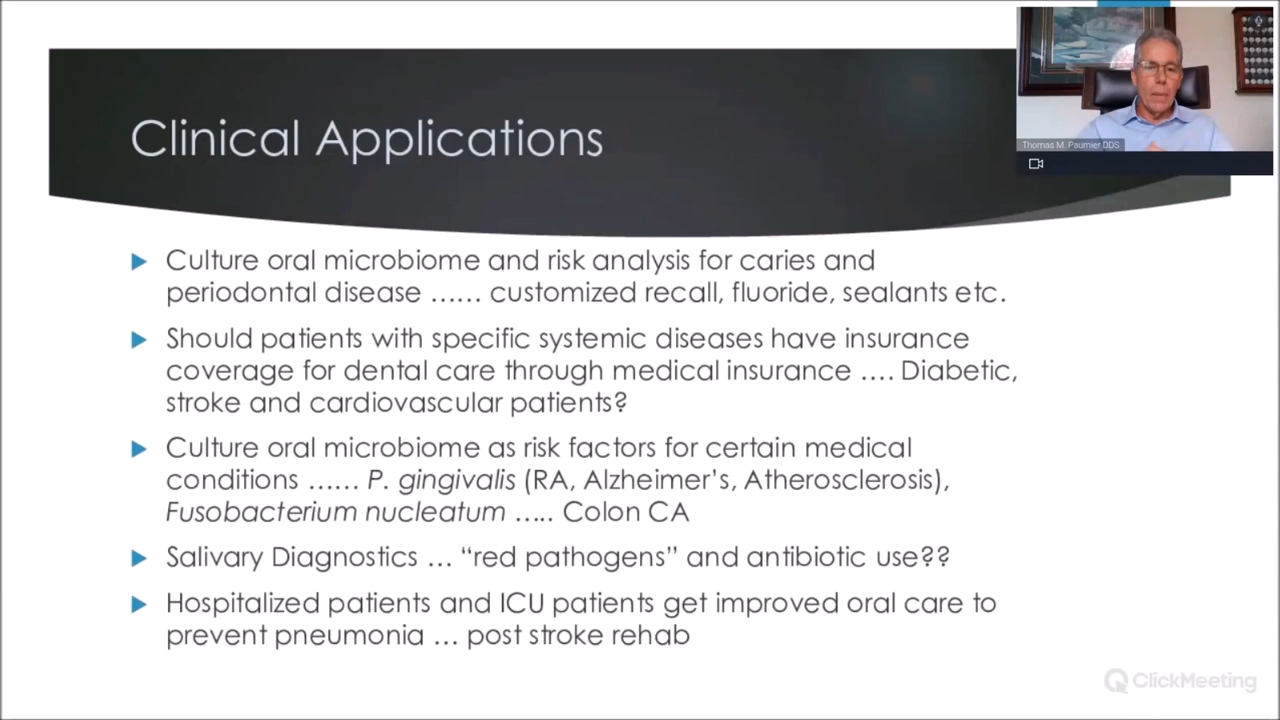 Clinical Applications
Thomas M. Paumier DDS
Culture oral microbiome and risk analysis for caries and
periodontal disease ...... customized recall, fluoride, sealants etc.
Should patients with specific systemic diseases have insurance
coverage for dental care through medical insurance .... Diabetic,
stroke and cardiovascular patients?
Culture oral microbiome as risk factors for certain medical
conditions ...... P. gingivalis (RA, Alzheimer’s, Atherosclerosis),
Fusobacterium nucleatum ..... Colon CA
Salivary Diagnostics ... “red pathogens” and antibiotic use??
Hospitalized patients and ICU patients get improved oral care to
prevent pneumonia ... post stroke rehab
ClickMeeting